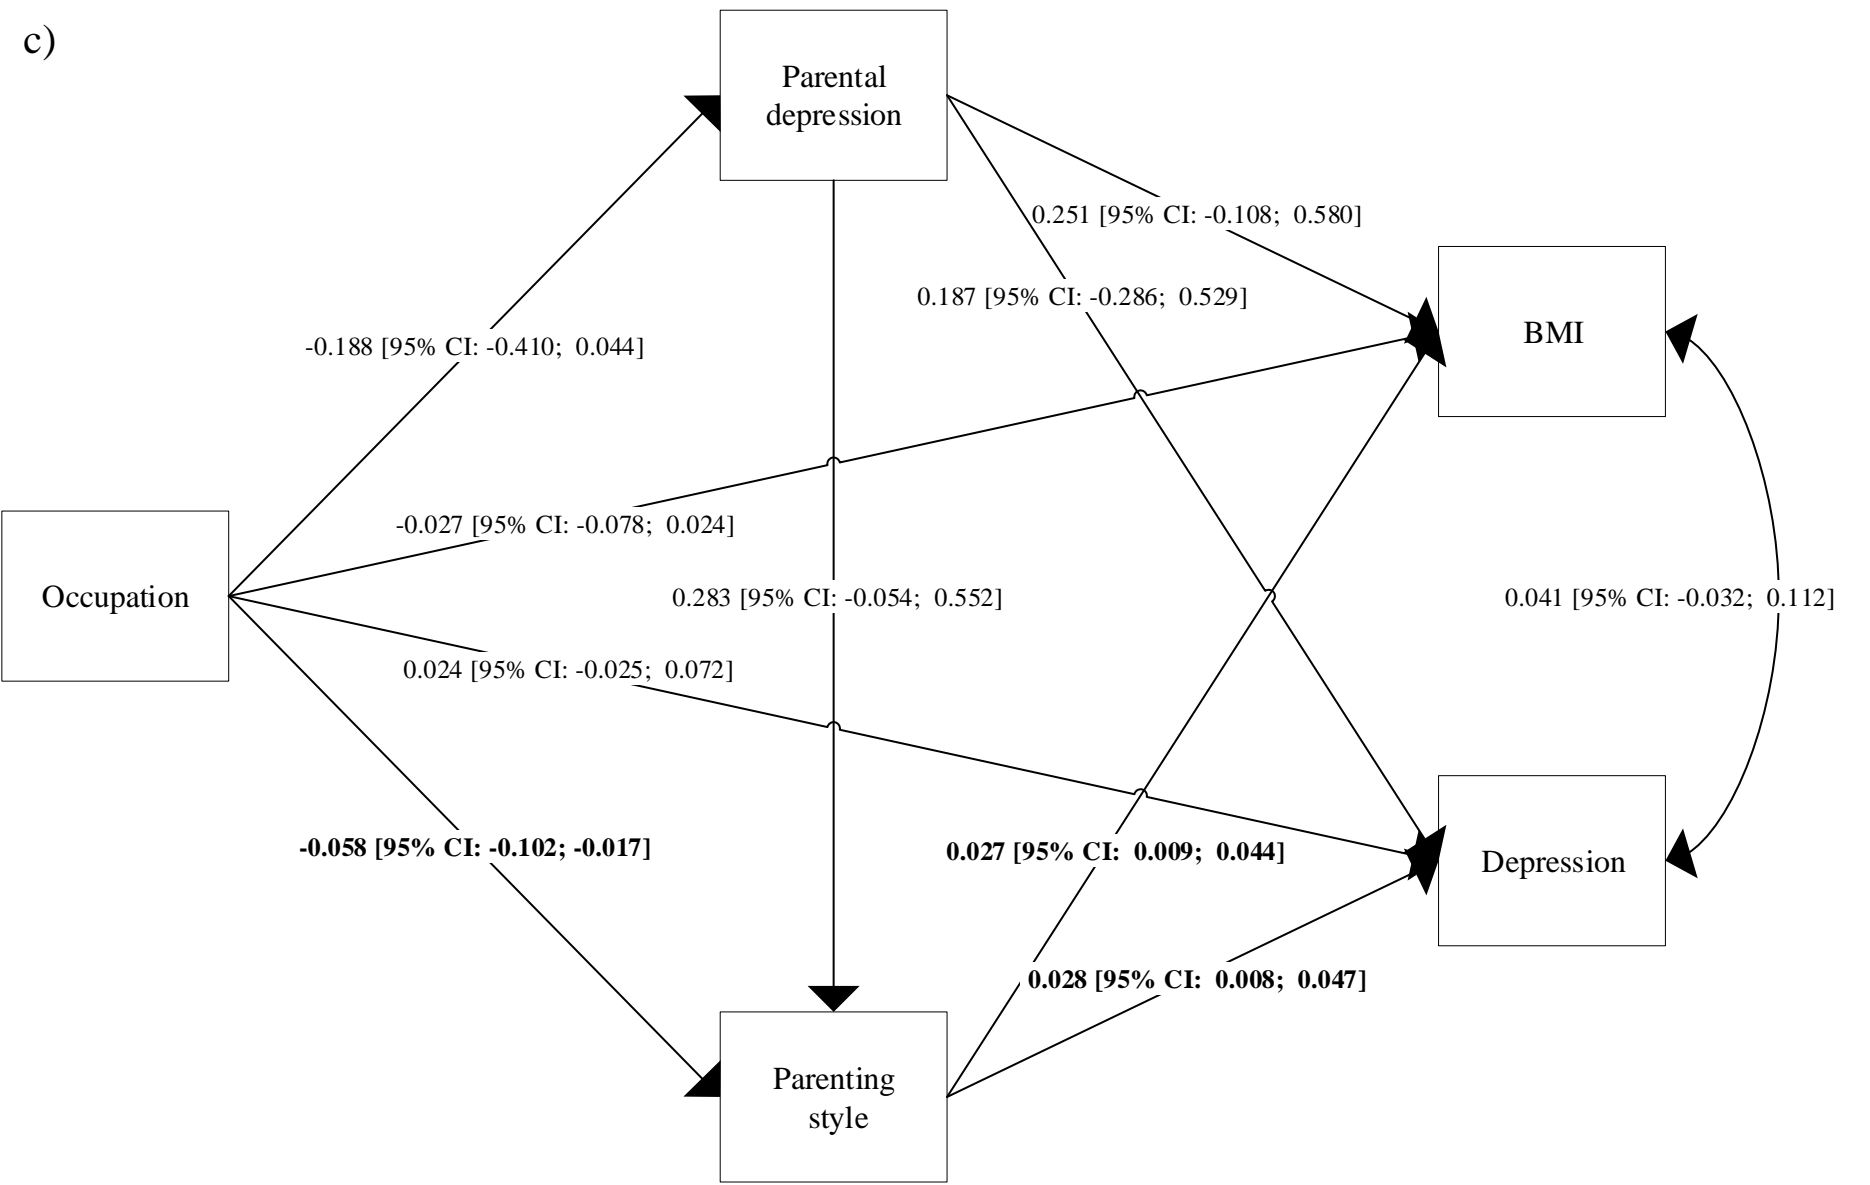 c)
Parental
depression
0.251 [95% CI: -0.108; 0.580]
0.187 [95% CI: -0.286; 0.529]
BMI
-0.188 [95% CI: -0.410; 0.044]
-0.027 [95% CI: -0.078; 0.024]
Occupation
0.283 [95% CI: -0.054; 0.552]
0.041 [95% CI: -0.032; 0.112]
0.024 [95% CI: -0.025; 0.072]
-0.058 [95% CI: -0.102; -0.017]
0.027 [95% CI: 0.009; 0.044]
Depression
0.028 [95% CI: 0.008; 0.047]
Parenting
style